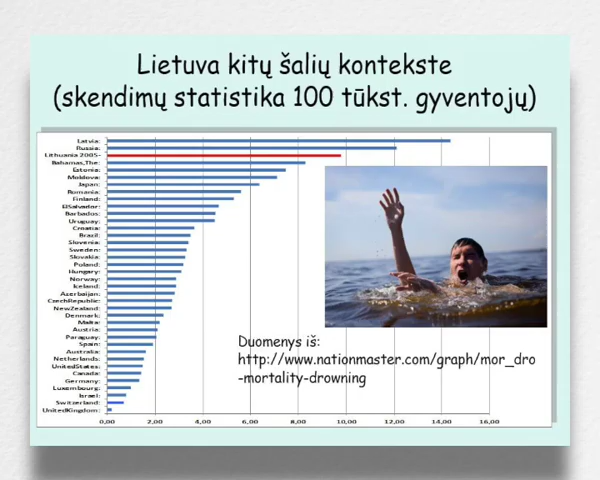 Lietuva kitų šalių kontekste
(skendimų statistika 100 tūkst. gyventojų)
Latvia:
Russia:
Lithuania 2005-
Bahamas,The:
Estonia:
Moldova:
Japan:
Romania:
Finland:
ElSalvador:
Barbados:
Uruguay:
Croatia:
Brazil:
Slovenia:
Sweden:
Slovakia:
Poland:
Hungary:
Norway:
Iceland:
Azerbaijan:
CzechRepublic:
NewZealand:
Denmark:
Malta:
Austria:
Paraguay:
Spain:
Australia:
Netherlands:
UnitedStates:
Canada:
Germany:
Luxembourg:
Israel:
Switzerland:
UnitedKingdom:
0,00 2,00 4,00 6,00 8,00 10,00 12,00 14,00 16,00
Duomenys iš:
http://www.nationmaster.com/graph/mor_dro
-mortality-drowning